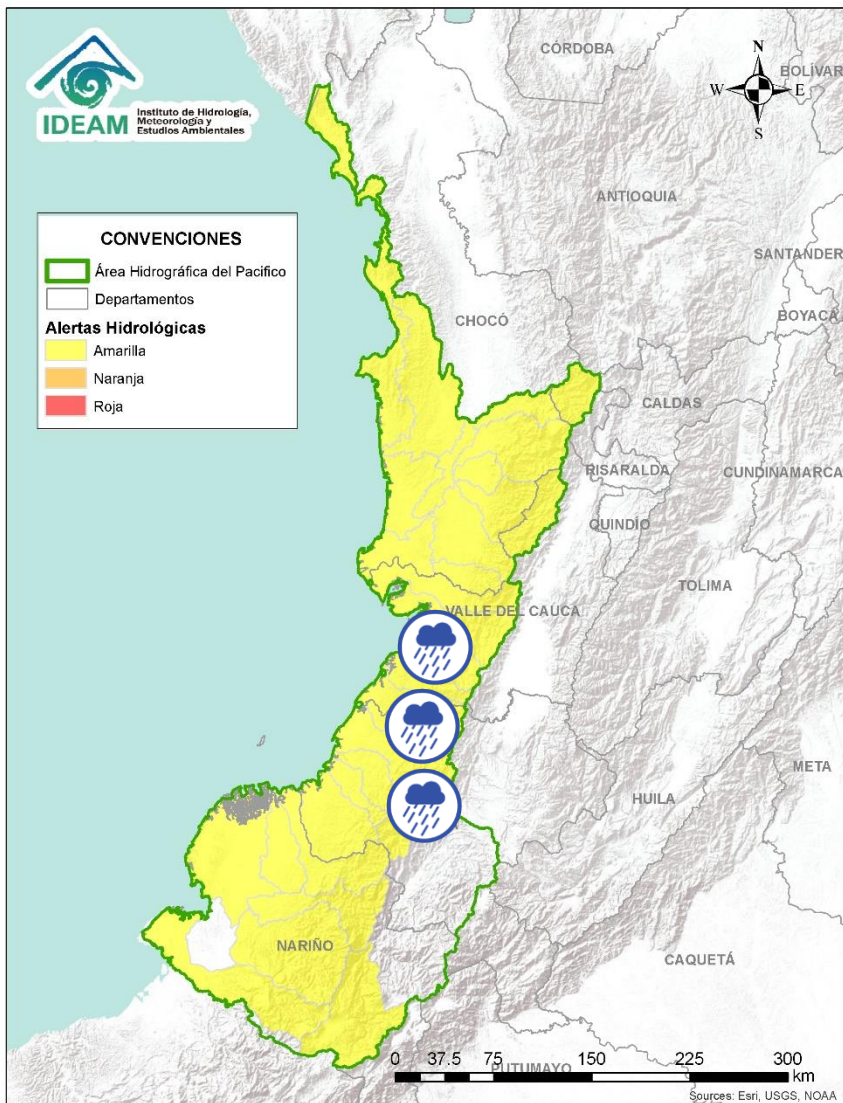 IDEAM
Instituto de Hidrología,
Meteorología y
Estudios Ambientales
N
W
E
S
CÓRDOBA
BOLÍVAR
ANTIOQUIA
SANTANDER
BOYACÁ
CHOCÓ
CALDAS
RISARALDA
CUNDINAMARCA
QUINDÍO
TOLIMA
VALLE DEL CAUCA
META
HUILA
NARIÑO
CAQUETÁ
PUTUMAYO
CONVENCIONES
Área Hidrográfica del Pacifico
Departamentos
Alertas Hidrológicas
Amarilla
Naranja
Roja
0 37.5 75 150 225 300
km
Sources: Esri, USGS, NOAA